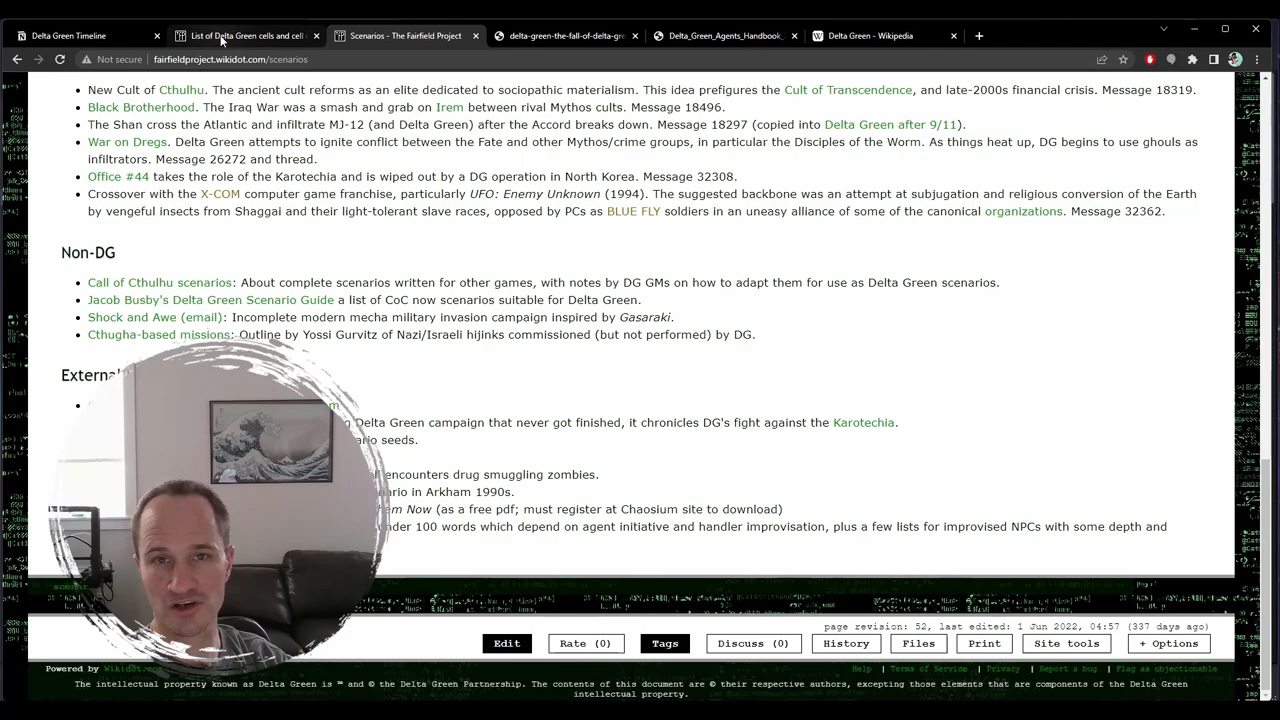 Delta Green Timeline
List of Delta Green cells and cell
Scenarios - The Fairfield Project
delta-green-the-fall-of-delta-gre
Delta_Green_Agents_Handbook_
Delta Green - Wikipedia
Not secure | fairfieldproject.wikidot.com/scenarios
New Cult of Cthulhu. The ancient cult reforms as an elite dedicated to sociopathic materialism. This idea prefigures the Cult of Transcendence, and late-2000s financial crisis. Message 18319.
Black Brotherhood. The Iraq War was a smash and grab on Irem between rival Mythos cults. Message 18496.
The Shan cross the Atlantic and infiltrate MJ-12 (and Delta Green) after the Accord breaks down. Message 18297 (copied into Delta Green after 9/11).
War on Dregs. Delta Green attempts to ignite conflict between the Fate and other Mythos/crime groups, in particular the Disciples of the Worm. As things heat up, DG begins to use ghouls as
infiltrators. Message 26272 and thread.
Office #44 takes the role of the Karotechia and is wiped out by a DG operation in North Korea. Message 32308.
Crossover with the X-COM computer game franchise, particularly UFO: Enemy Unknown (1994). The suggested backbone was an attempt at subjugation and religious conversion of the Earth
by vengeful insects from Shaggai and their light-tolerant slave races, opposed by PCs as BLUE FLY soldiers in an uneasy alliance of some of the canonical organizations. Message 32362.
Non-DG
Call of Cthulhu scenarios: About complete scenarios written for other games, with notes by DG GMs on how to adapt them for use as Delta Green scenarios.
Jacob Busby's Delta Green Scenario Guide a list of CoC now scenarios suitable for Delta Green.
Shock and Awe (email): Incomplete modern mecha military invasion campaign inspired by Gasaraki.
Cthugha-based missions: Outline by Yossi Gurvitz of Nazi/Israeli hijinks commissioned (but not performed) by DG.
External
Delta Green campaign that never got finished, it chronicles DG's fight against the Karotechia.
seeds.
encounters drug smuggling zombies.
in Arkham 1990s.
Now (as a free pdf; must register at Chaosium site to download)
under 100 words which depend on agent initiative and handler improvisation, plus a few lists for improvised NPCs with some depth and
page revision: 52, last edited: 1 Jun 2022, 04:57 (337 days ago)
Edit
Rate (0)
Tags
Discuss (0)
History
Files
Print
Site tools
+ Options
Powered by Wikidot.com
Help | Terms of Service | Privacy | Report a bug | Flag as objectionable
The intellectual property known as Delta Green is ™ and © the Delta Green Partnership. The contents of this document are © their respective authors, excepting those elements that are components of the Delta Green
intellectual property.